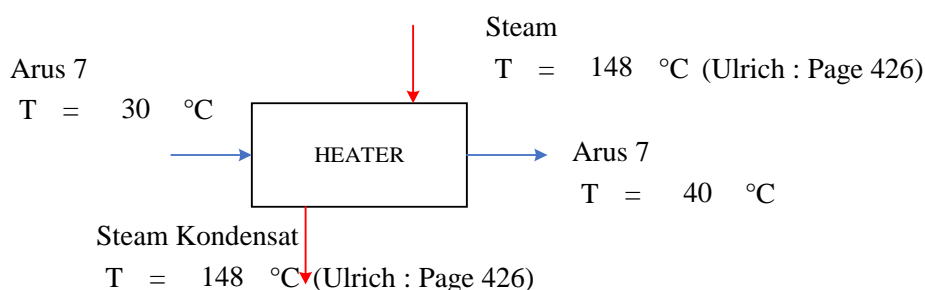 Steam
T = 148 °C (Ulrich : Page 426)
Arus 7
T = 30 °C
HEATER
Arus 7
T = 40 °C
Steam Kondensat
T = 148 °C (Ulrich : Page 426)